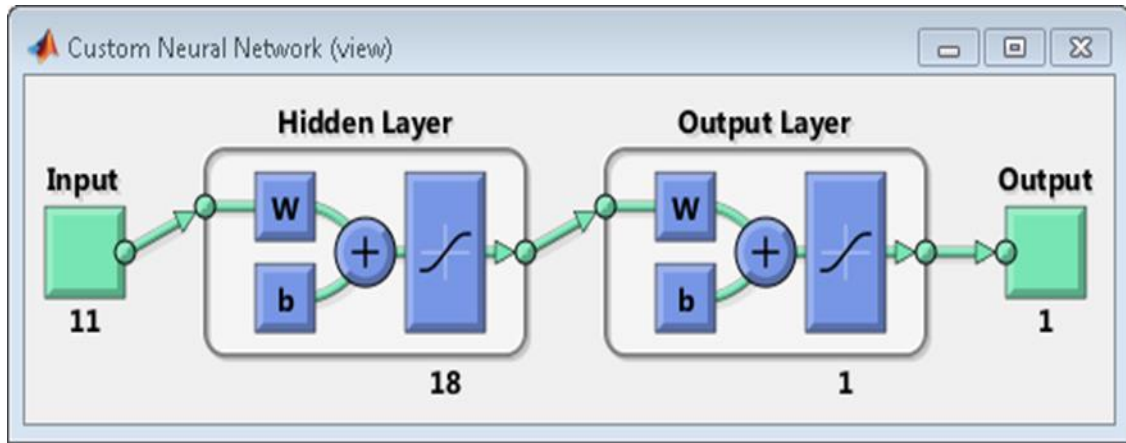 Custom Neural Network (view)
Hidden Layer
Output Layer
Input
Output
W
W
b
b
11
18
1
1